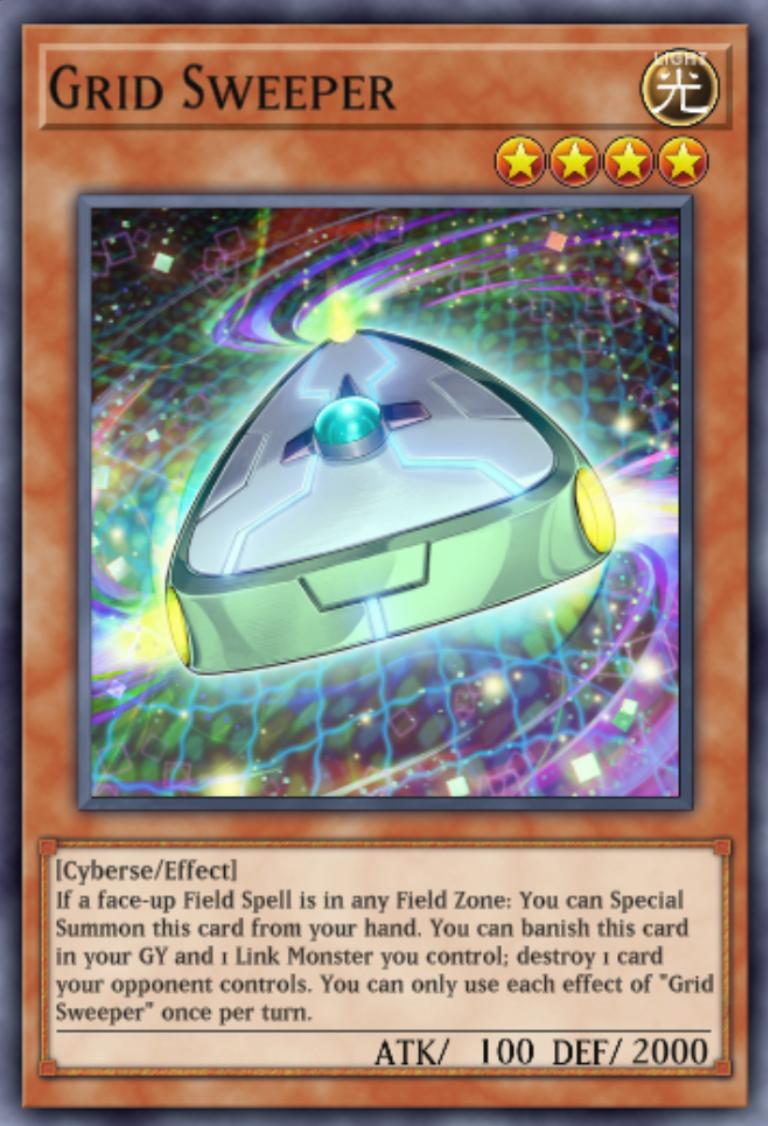 Grid Sweeper
LIGHT
光
[Cyberse/Effect]
If a face-up Field Spell is in any Field Zone: You can Special
Summon this card from your hand. You can banish this card
in your GY and 1 Link Monster you control; destroy 1 card
your opponent controls. You can only use each effect of "Grid
Sweeper" once per turn.
ATK/ 100 DEF/ 2000